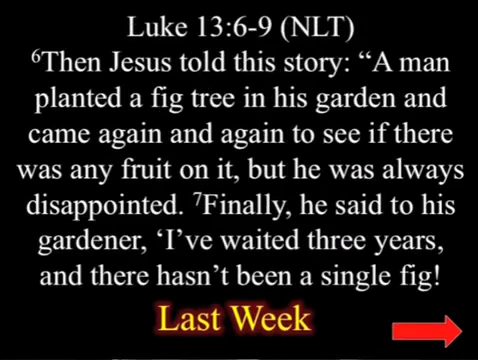 Luke 13:6-9 (NLT)
⁶Then Jesus told this story: “A man
planted a fig tree in his garden and
came again and again to see if there
was any fruit on it, but he was always
disappointed. ⁷Finally, he said to his
gardener, ‘I’ve waited three years,
and there hasn’t been a single fig!
Last Week